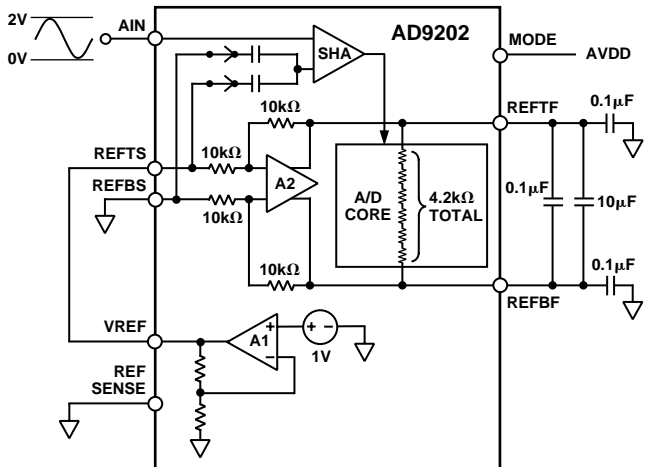 2V
0V
AIN
AD9202
SHA
MODE
AVDD
10kΩ
REFTF
0.1µF
REFTS
10kΩ
REFBS
A2
10kΩ
A/D
CORE
4.2kΩ
TOTAL
0.1µF
10µF
10kΩ
0.1µF
REFBF
VREF
A1
+
−
+ −
1V
REF
SENSE